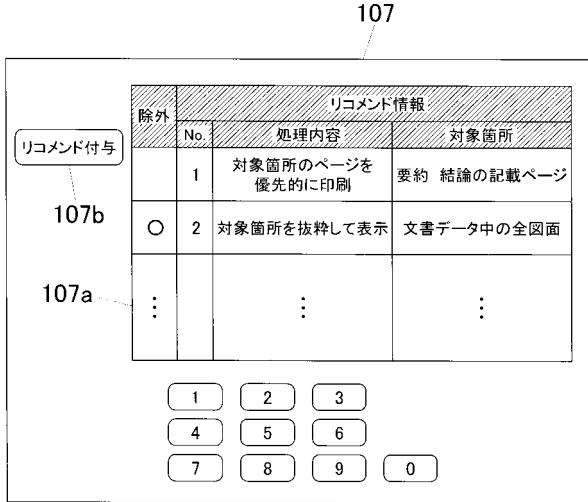 107
除外
リコメンド情報
No.
処理内容
対象箇所
リコメンド付与
107b
1
対象箇所のページを
優先的に印刷
要約 結論の記載ページ
○
2
対象箇所を抜粋して表示
文書データ中の全図面
107a
⋮
⋮
⋮
1 2 3
4 5 6
7 8 9 0